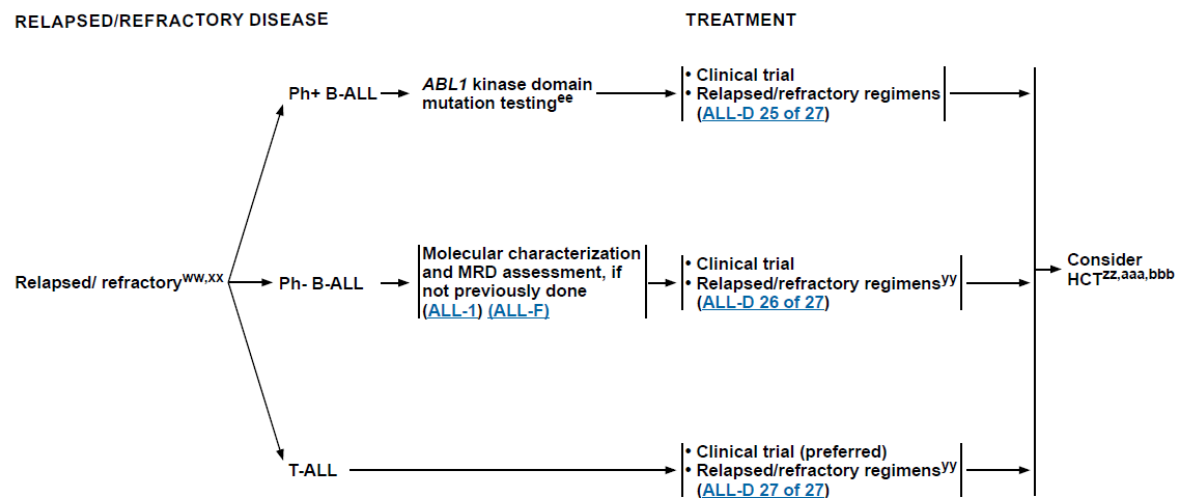 RELAPSED/REFRACTORY DISEASE
TREATMENT
Ph+ B-ALL
ABL1 kinase domain
mutation testingee
• Clinical trial
• Relapsed/refractory regimens
(ALL-D 25 of 27)
Relapsed/ refractoryww,xx
Ph- B-ALL
Molecular characterization
and MRD assessment, if
not previously done
(ALL-1) (ALL-F)
• Clinical trial
• Relapsed/refractory regimensyy
(ALL-D 26 of 27)
Consider
HCTzz,aaa,bbb
T-ALL
• Clinical trial (preferred)
• Relapsed/refractory regimensyy
(ALL-D 27 of 27)